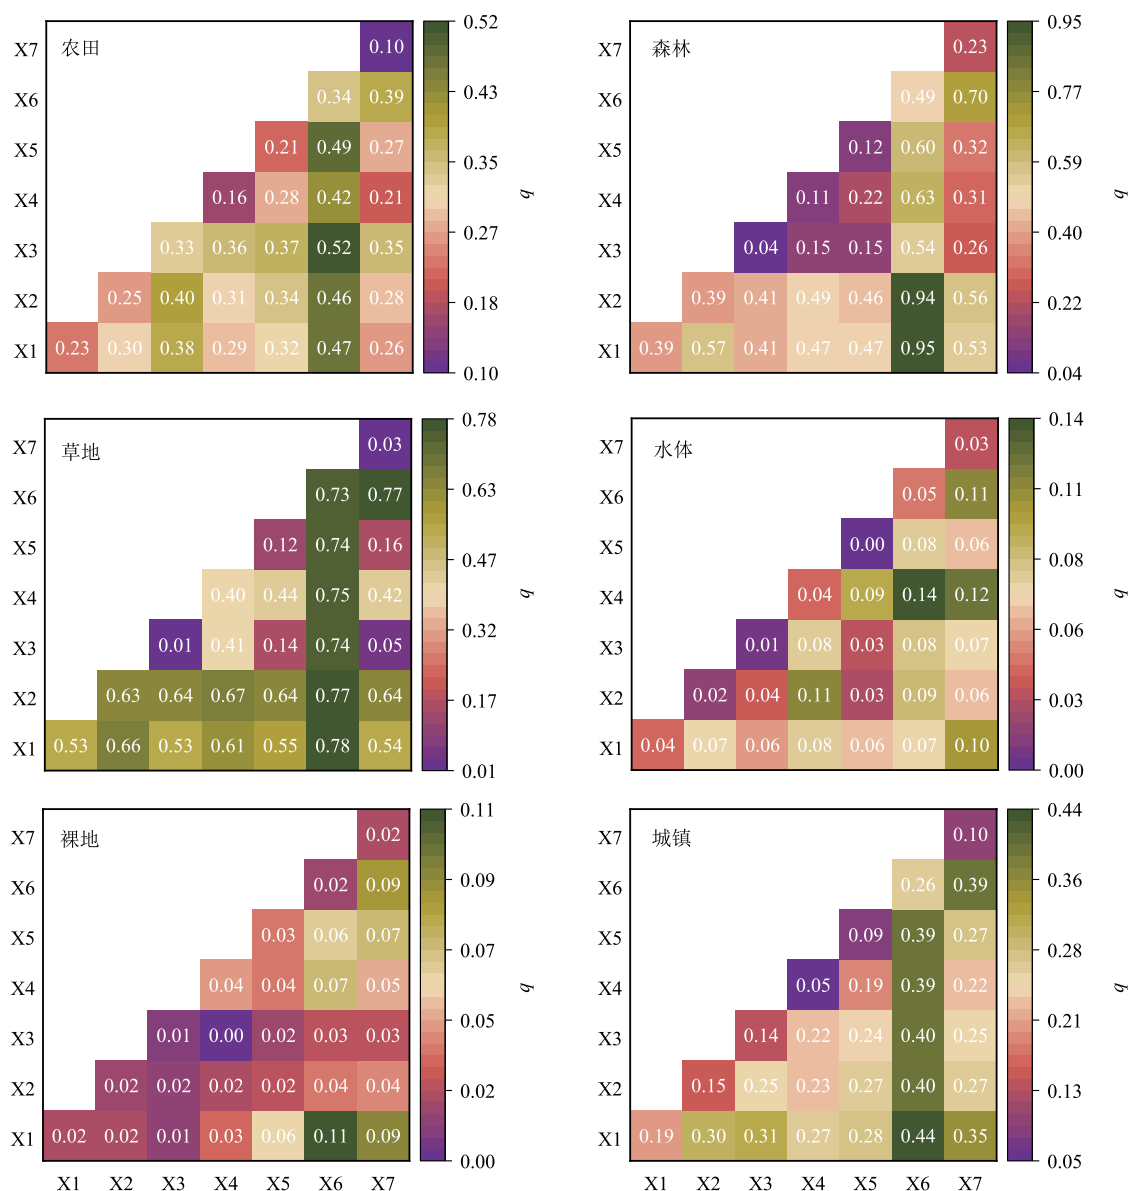 农田
X7 0.10
X6 0.34 0.39
X5 0.21 0.49 0.27
X4 0.16 0.28 0.42 0.21
X3 0.33 0.36 0.37 0.52 0.35
X2 0.25 0.40 0.31 0.34 0.46 0.28
X1 0.23 0.30 0.38 0.29 0.32 0.47 0.26
0.52
0.43
0.35
0.27
0.18
0.10
q
森林
X7 0.23
X6 0.49 0.70
X5 0.12 0.60 0.32
X4 0.11 0.22 0.63 0.31
X3 0.04 0.15 0.15 0.54 0.26
X2 0.39 0.41 0.49 0.46 0.94 0.56
X1 0.39 0.57 0.41 0.47 0.47 0.95 0.53
0.95
0.77
0.59
0.40
0.22
0.04
q
草地
X7 0.03
X6 0.73 0.77
X5 0.12 0.74 0.16
X4 0.40 0.44 0.75 0.42
X3 0.01 0.41 0.14 0.74 0.05
X2 0.63 0.64 0.67 0.64 0.77 0.64
X1 0.53 0.66 0.53 0.61 0.55 0.78 0.54
0.78
0.63
0.47
0.32
0.17
0.01
q
水体
X7 0.03
X6 0.05 0.11
X5 0.00 0.08 0.06
X4 0.04 0.09 0.14 0.12
X3 0.01 0.08 0.03 0.08 0.07
X2 0.02 0.04 0.11 0.03 0.09 0.06
X1 0.04 0.07 0.06 0.08 0.06 0.07 0.10
0.14
0.11
0.08
0.06
0.03
0.00
q
裸地
X7 0.02
X6 0.02 0.09
X5 0.03 0.06 0.07
X4 0.04 0.04 0.07 0.05
X3 0.01 0.00 0.02 0.03 0.03
X2 0.02 0.02 0.02 0.02 0.04 0.04
X1 0.02 0.02 0.01 0.03 0.06 0.11 0.09
X1 X2 X3 X4 X5 X6 X7
0.11
0.09
0.07
0.05
0.02
0.00
q
城镇
X7 0.10
X6 0.26 0.39
X5 0.09 0.39 0.27
X4 0.05 0.19 0.39 0.22
X3 0.14 0.22 0.24 0.40 0.25
X2 0.15 0.25 0.23 0.27 0.40 0.27
X1 0.19 0.30 0.31 0.27 0.28 0.44 0.35
X1 X2 X3 X4 X5 X6 X7
0.44
0.36
0.28
0.21
0.13
0.05
q